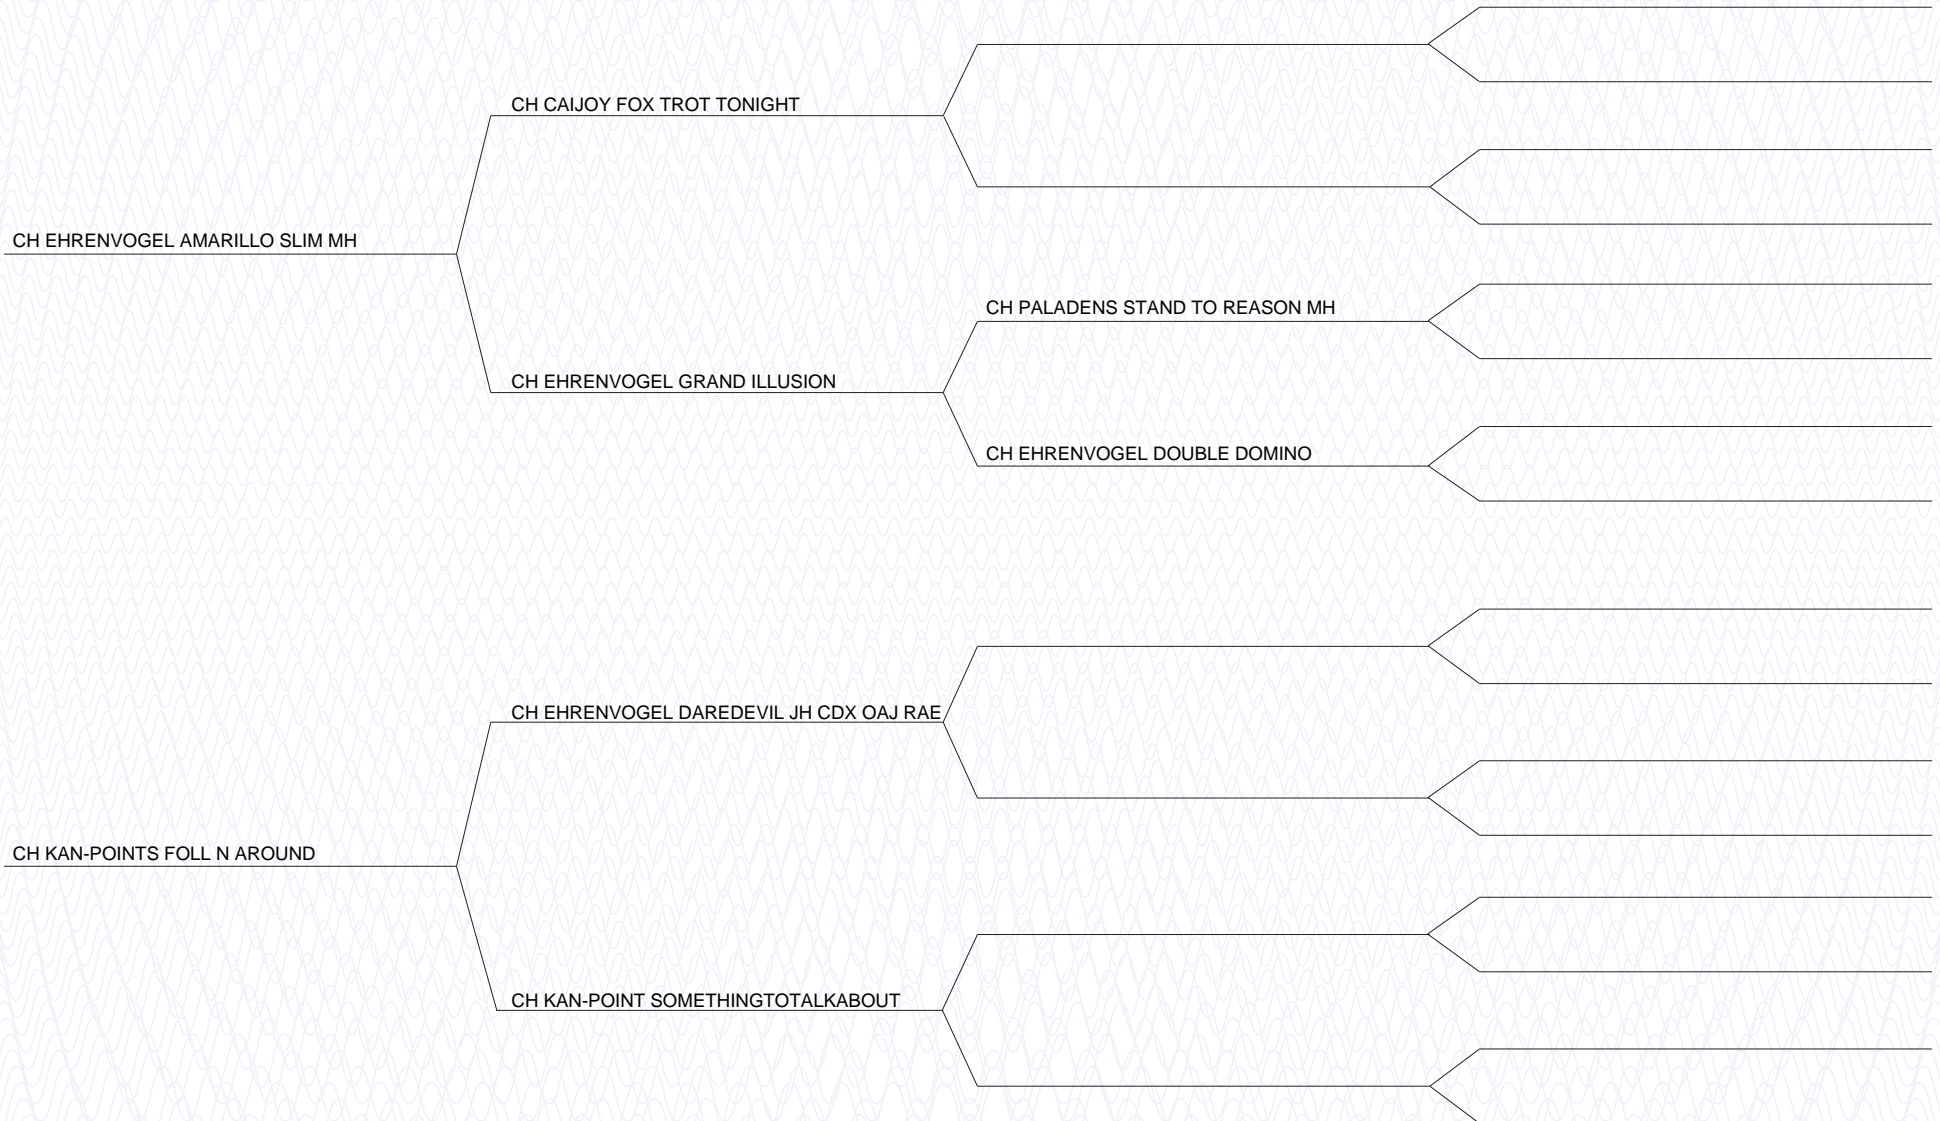 CH CAIJOY FOX TROT TONIGHT
CH EHRENVOGEL AMARILLO SLIM MH
CH PALADENS STAND TO REASON MH
CH EHRENVOGEL GRAND ILLUSION
CH EHRENVOGEL DOUBLE DOMINO
CH EHRENVOGEL DAREDEVIL JH CDX OAJ RAE
CH KAN-POINTS FOLL N AROUND
CH KAN-POINT SOMETHINGTOTALKABOUT